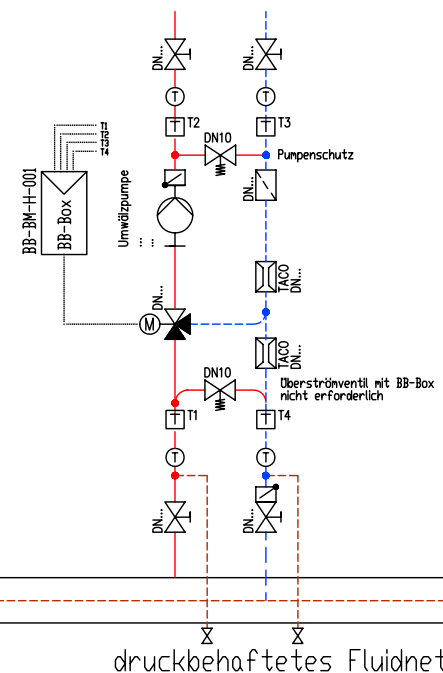 DN...
DN...
T
T
T1
T2
T3
T4
T2
T3
DN10
Pumpenschutz
BB-BM-H-001
BB-Box
Umwälzpumpe
... ...
DN...
TACO
DN...
DN...
M
TACO
DN...
DN10
Überströmventil mit BB-Box
nicht erforderlich
T1
T4
T
T
DN...
DN...
druckbehaftetes Fluidnet